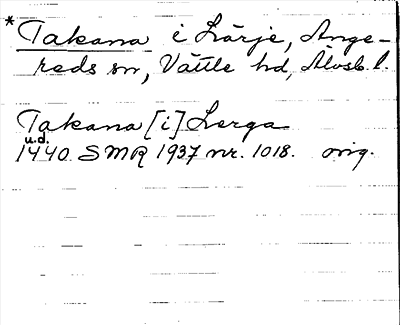 * Takana i Lärje, Ange-
reds sn, Vättle hd, Älvsb. l.
Takana [i] Lerga
u.d.
1440. SMR 1937 nr. 1018. orig.